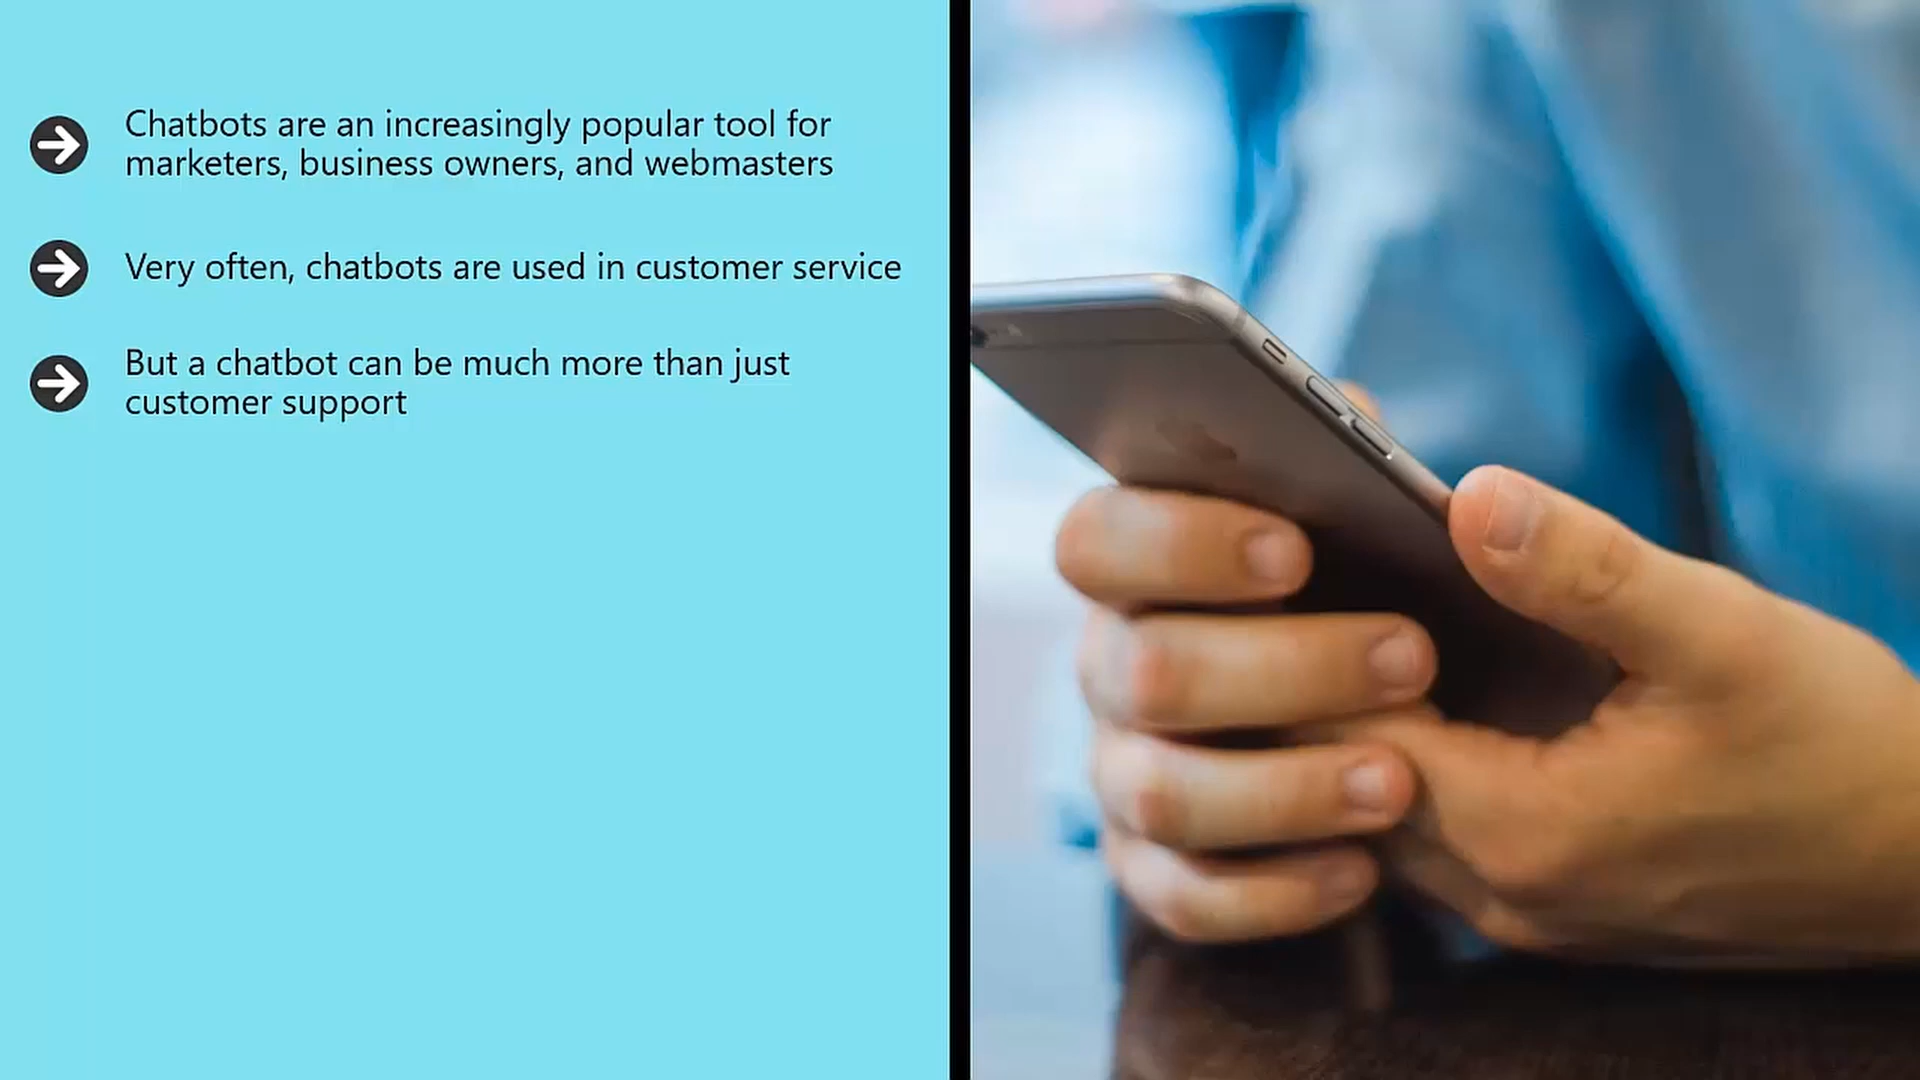 Chatbots are an increasingly popular tool for
marketers, business owners, and webmasters
Very often, chatbots are used in customer service
But a chatbot can be much more than just
customer support